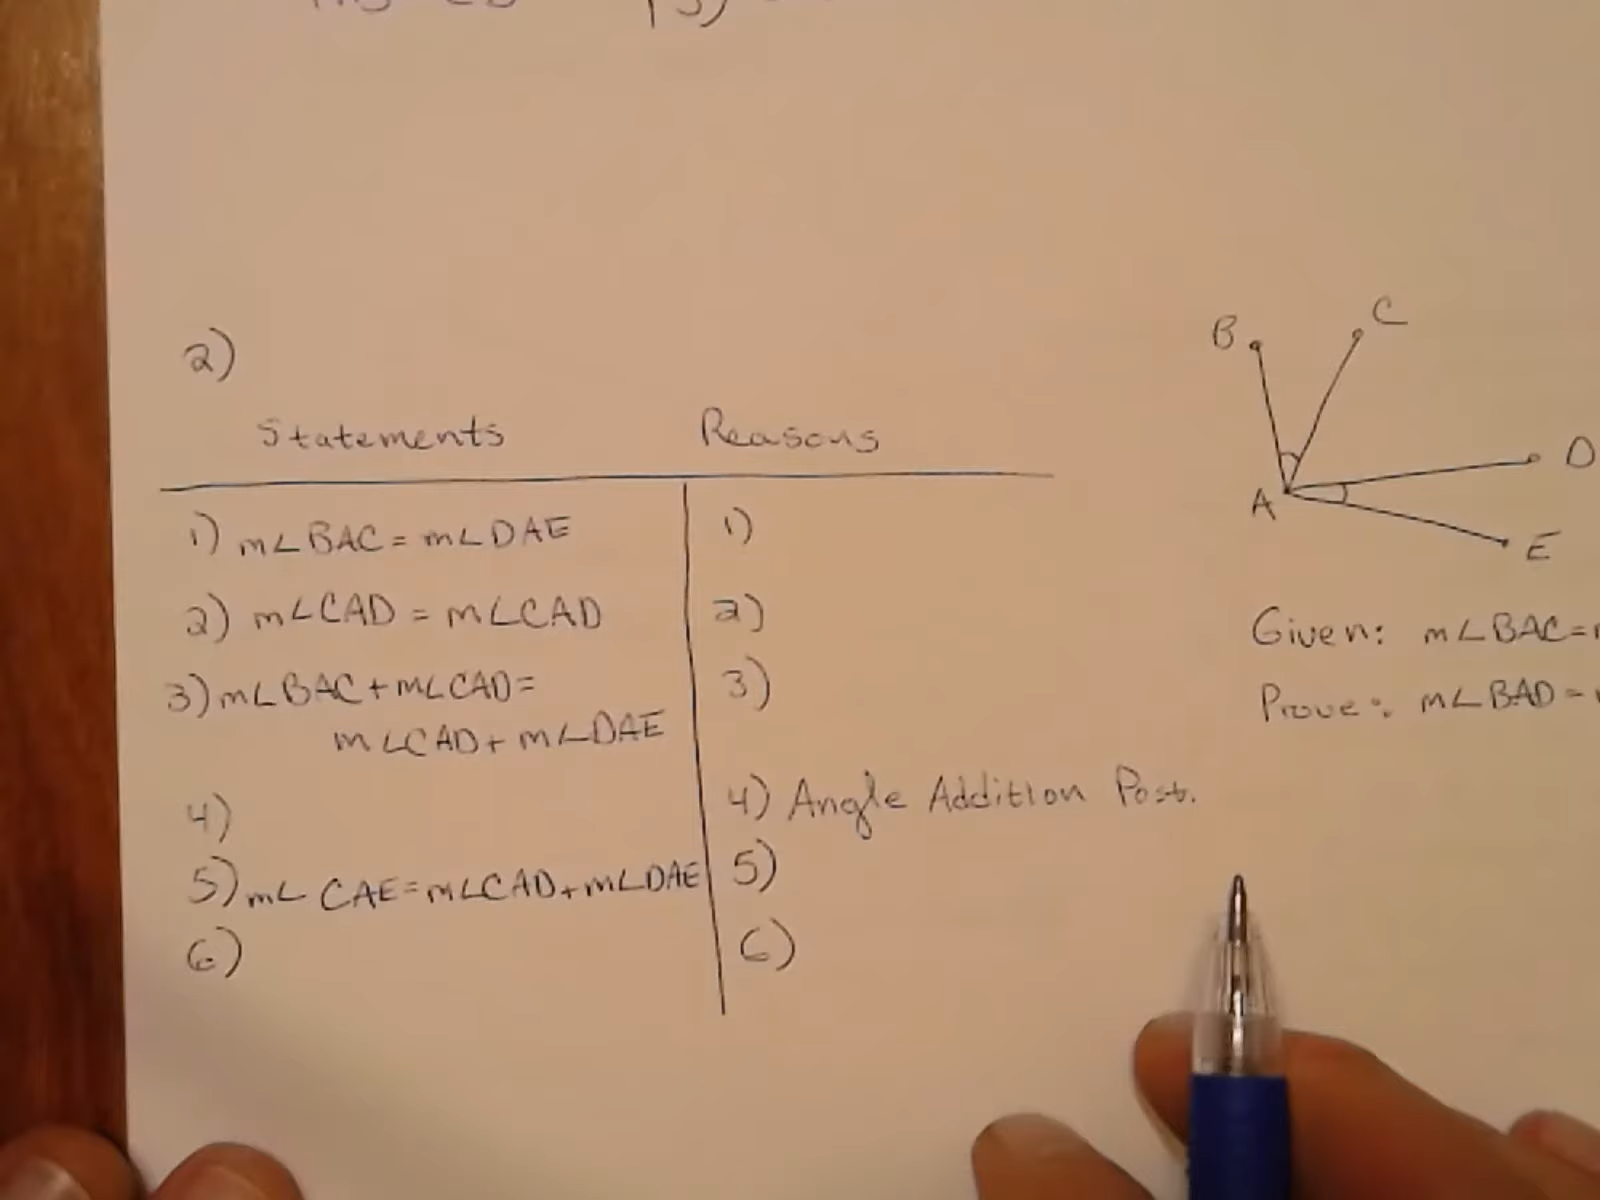 2)
Statements Reasons
1) m∠BAC = m∠DAE 1)
2) m∠CAD = m∠CAD 2)
3) m∠BAC + m∠CAD = 3)
m∠CAD + m∠DAE
4) 4) Angle Addition Post.
5) m∠CAE = m∠CAD + m∠DAE 5)
6) 6)
B
C
D
A
E
Given: m∠BAC =
Prove: m∠BAD =